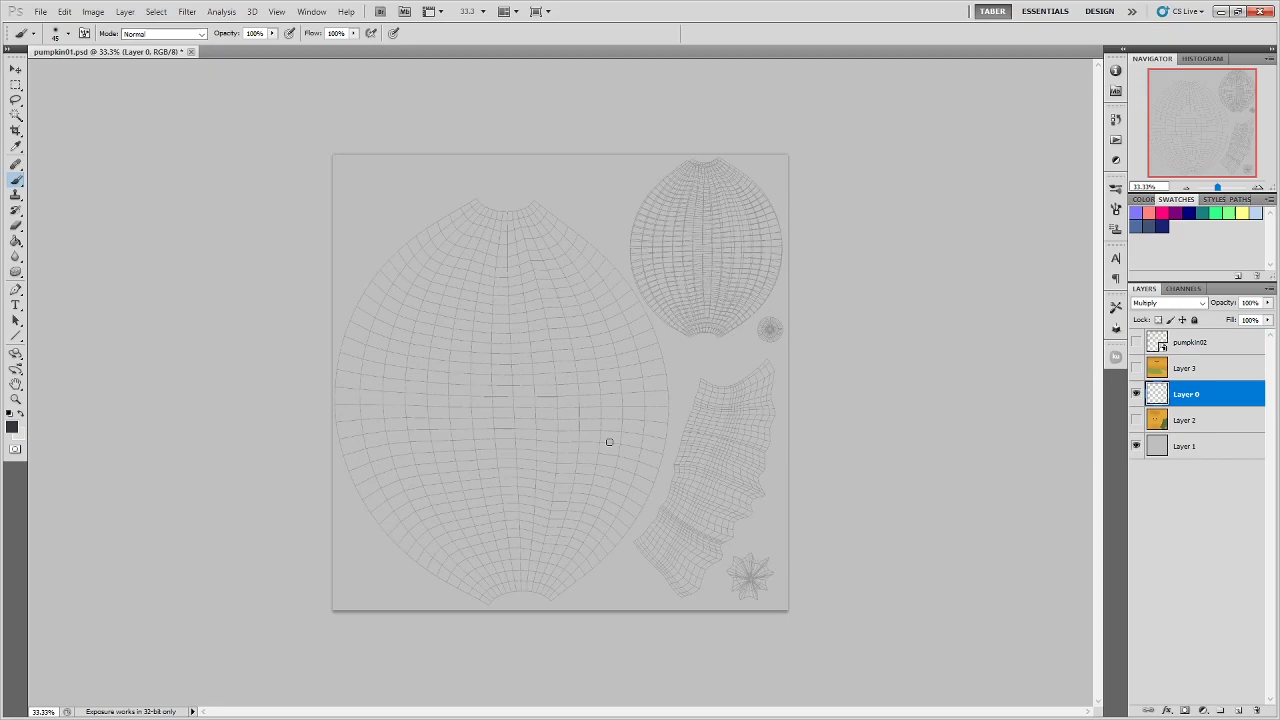 Ps File Edit Image Layer Select Filter Analysis 3D View Window Help Br Mb 33.3 TABER ESSENTIALS DESIGN CS Live
45 Mode: Normal Opacity: 100% Flow: 100%
pumpkin01.psd @ 33.3% (Layer 0, RGB/8) *
NAVIGATOR HISTOGRAM
33.33%
COLOR SWATCHES STYLES PATHS
LAYERS CHANNELS
Multiply Opacity: 100%
Lock: Fill: 100%
pumpkin02
Layer 3
Layer 0
Layer 2
Layer 1
33.33% Exposure works in 32-bit only